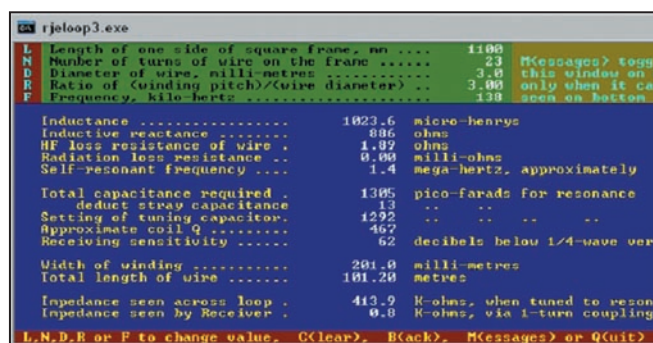 rjeloop3.exe
L Length of one side of square frame, mm .... 1100
N Number of turns of wire on the frame ...... 23 M(essages) togg
D Diameter of wire, milli-metres ............ 3.0 this window on
R Ratio of (winding pitch)/(wire diameter) .. 3.00 only when it ca
F Frequency, kilo-hertz ..................... 138 seen on bottom
Inductance ................. 1023.6 micro-henrys
Inductive reactance ........ 886 ohms
HF loss resistance of wire . 1.89 ohms
Radiation loss resistance .. 0.00 milli-ohms
Self-resonant frequency .... 1.4 mega-hertz, approximately
Total capacitance required . 1305 pico-farads for resonance
deduct stray capacitance 13 .. .. ..
Setting of tuning capacitor. 1292 .. .. ..
Approximate coil Q ......... 467
Receiving sensitivity ...... 62 decibels below 1/4-wave ver
Width of winding ........... 201.0 milli-metres
Total length of wire ....... 101.20 metres
Impedance seen across loop . 413.9 K-ohms, when tuned to reson
Impedance seen by Receiver . 0.8 K-ohms, via 1-turn coupling
L,N,D,R or F to change value. C(lear), B(ack), M(essages) or Q(uit)